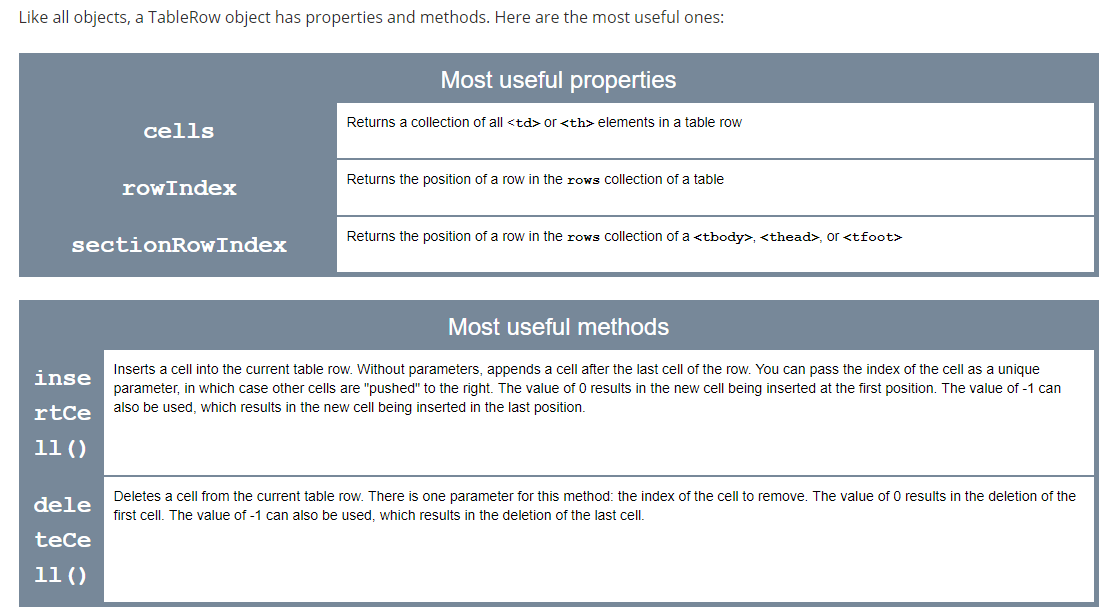 Like all objects, a TableRow object has properties and methods. Here are the most useful ones:
Most useful properties
cells
Returns a collection of all <td> or <th> elements in a table row
rowIndex
Returns the position of a row in the rows collection of a table
sectionRowIndex
Returns the position of a row in the rows collection of a <tbody>, <thead>, or <tfoot>
Most useful methods
inse
rtCe
ll()
Inserts a cell into the current table row. Without parameters, appends a cell after the last cell of the row. You can pass the index of the cell as a unique
parameter, in which case other cells are "pushed" to the right. The value of 0 results in the new cell being inserted at the first position. The value of -1 can
also be used, which results in the new cell being inserted in the last position.
dele
teCe
ll()
Deletes a cell from the current table row. There is one parameter for this method: the index of the cell to remove. The value of 0 results in the deletion of the
first cell. The value of -1 can also be used, which results in the deletion of the last cell.